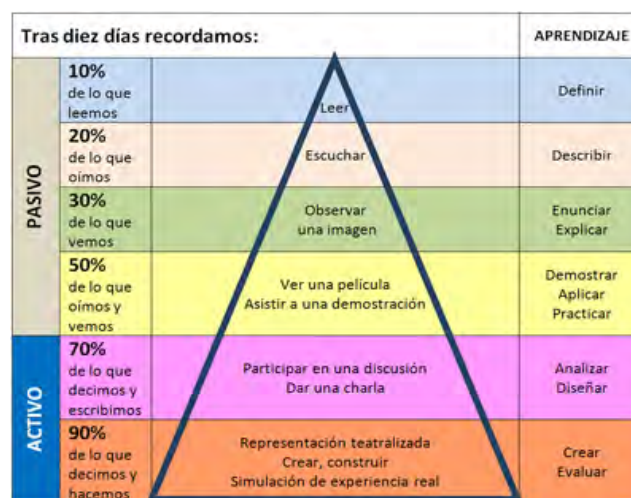 Tras diez días recordamos:
APRENDIZAJE
PASIVO
10%
de lo que
leemos
Leer
Definir
20%
de lo que
oímos
Escuchar
Describir
30%
de lo que
vemos
Observar
una imagen
Enunciar
Explicar
50%
de lo que
oímos y
vemos
Ver una película
Asistir a una demostración
Demostrar
Aplicar
Practicar
ACTIVO
70%
de lo que
decimos y
escribimos
Participar en una discusión
Dar una charla
Analizar
Diseñar
90%
de lo que
decimos y
hacemos
Representación teatralizada
Crear, construir
Simulación de experiencia real
Crear
Evaluar